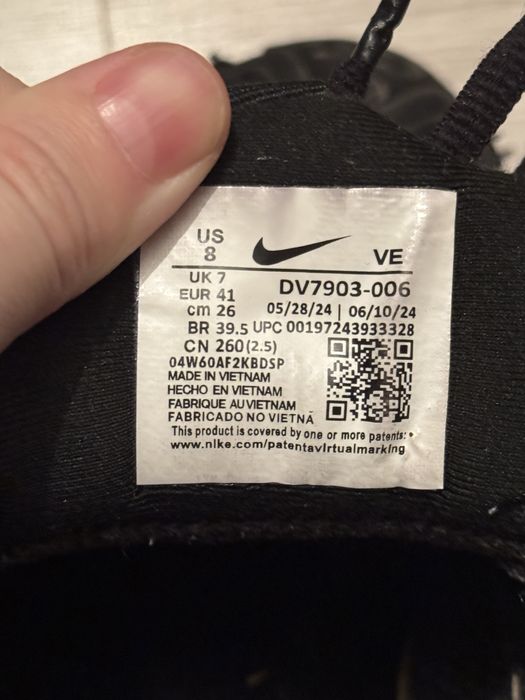 US
8
VE
UK 7
EUR 41
cm 26
BR 39.5
CN 260(2.5)
DV7903-006
05/28/24 | 06/10/24
UPC 00197243933328
04W60AF2KBDSP
MADE IN VIETNAM
HECHO EN VIETNAM
FABRIQUE AU VIETNAM
FABRICADO NO VIETNÃ
This product is covered by one or more patents:
www.nike.com/patentavirtualmarking